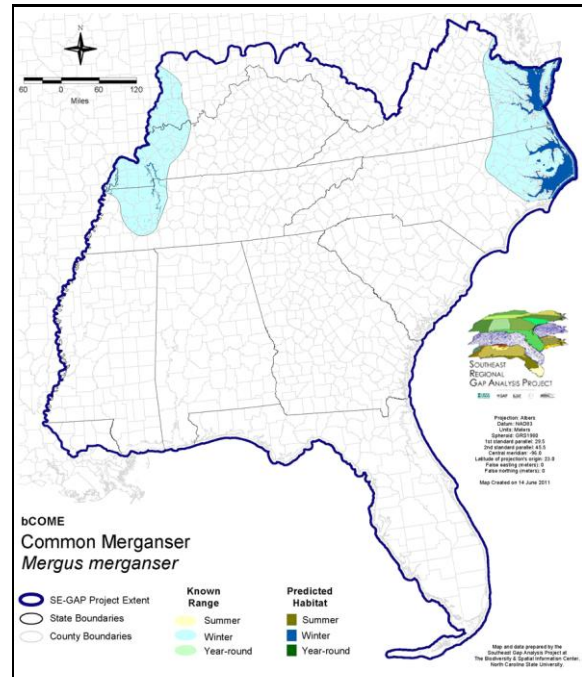 N
60 0 60 120
Miles
SOUTHEAST
REGIONAL
GAP ANALYSIS PROJECT
Projection: Albers
Datum: NAD83
Units: Meters
Spheroid: GRS1980
1st standard parallel: 29.5
2nd standard parallel: 45.5
Central meridian: -96.0
Latitude of projection's origin: 23.0
False easting (meters): 0
False northing (meters): 0
Map Created on 14 June 2011
bCOME
Common Merganser
Mergus merganser
SE-GAP Project Extent
State Boundaries
County Boundaries
Known
Range
Summer
Winter
Year-round
Predicted
Habitat
Summer
Winter
Year-round
Map and data prepared by the
Southeast Gap Analysis Project at
The Biodiversity & Spatial Information Center,
North Carolina State University.